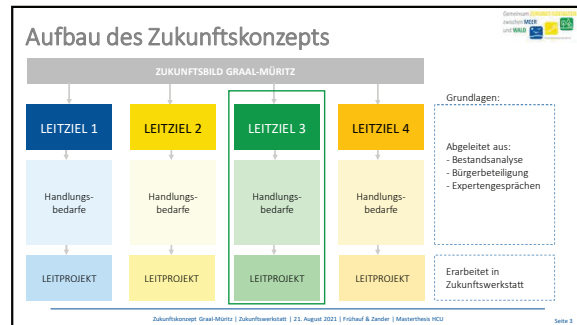 Aufbau des Zukunftskonzepts
Gemeinsam ZUKUNFT GESTALTEN
zwischen MEER
und WALD
ZUKUNFTSBILD GRAAL-MÜRITZ
LEITZIEL 1
LEITZIEL 2
LEITZIEL 3
LEITZIEL 4
Handlungs-
bedarfe
Handlungs-
bedarfe
Handlungs-
bedarfe
Handlungs-
bedarfe
LEITPROJEKT
LEITPROJEKT
LEITPROJEKT
LEITPROJEKT
Grundlagen:
Abgeleitet aus:
- Bestandsanalyse
- Bürgerbeteiligung
- Expertengesprächen
Erarbeitet in
Zukunftswerkstatt
Zukunftskonzept Graal-Müritz | Zukunftswerkstatt | 21. August 2021 | Frühauf & Zander | Masterthesis HCU
Seite 3